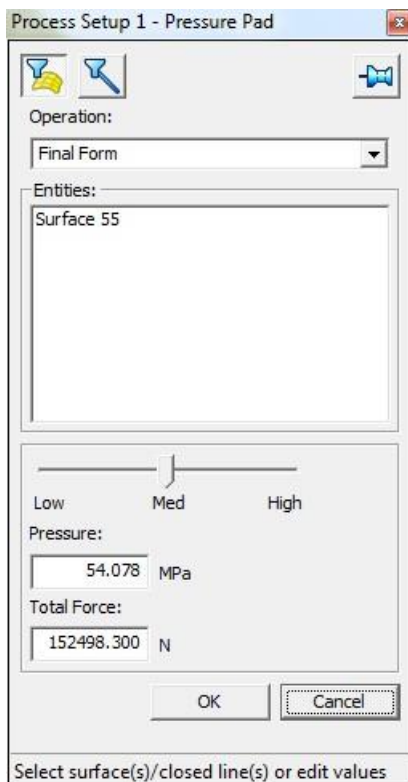 Process Setup 1 - Pressure Pad
Operation:
Final Form
Entities:
Surface 55
Low Med High
Pressure:
54.078 MPa
Total Force:
152498.300 N
OK Cancel
Select surface(s)/closed line(s) or edit values